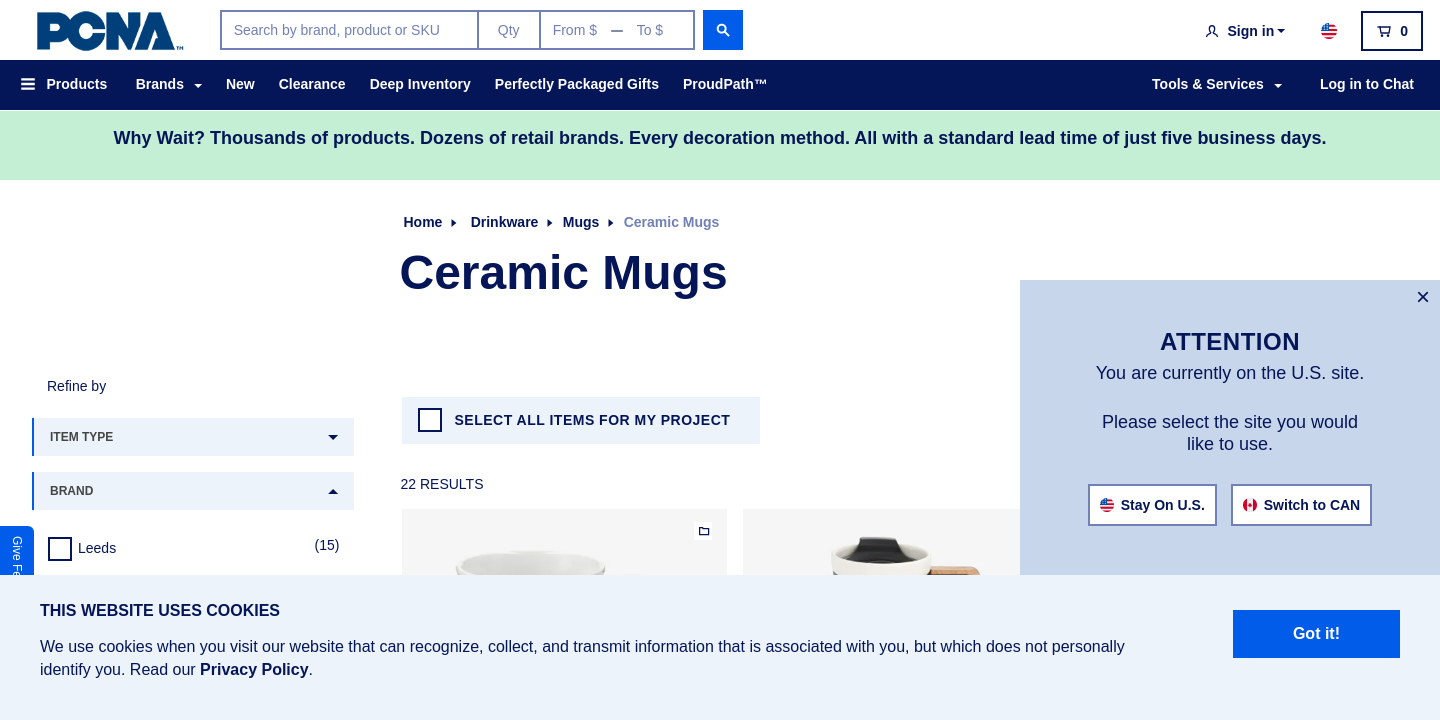 PCNA™
Search by brand, product or SKU
Qty
From $ — To $
Sign in
0
Products
Brands
New
Clearance
Deep Inventory
Perfectly Packaged Gifts
ProudPath™
Tools & Services
Log in to Chat
Why Wait? Thousands of products. Dozens of retail brands. Every decoration method. All with a standard lead time of just five business days.
Home
Drinkware
Mugs
Ceramic Mugs
Ceramic Mugs
ATTENTION
You are currently on the U.S. site.
Please select the site you would
like to use.
Stay On U.S.
Switch to CAN
Refine by
ITEM TYPE
BRAND
Leeds
(15)
SELECT ALL ITEMS FOR MY PROJECT
22 RESULTS
Give
THIS WEBSITE USES COOKIES
We use cookies when you visit our website that can recognize, collect, and transmit information that is associated with you, but which does not personally
identify you. Read our Privacy Policy.
Got it!